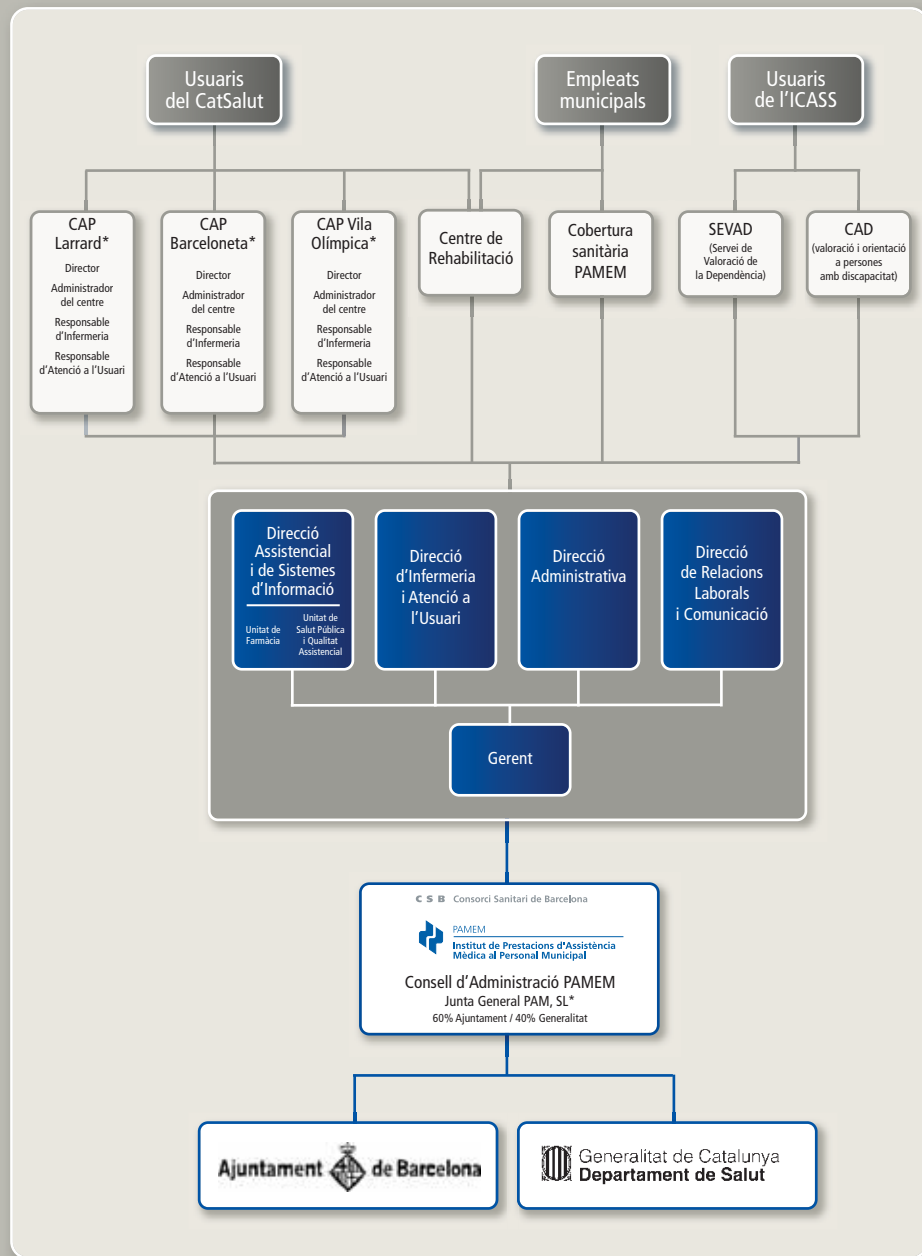 Usuaris
del CatSalut
Empleats
municipals
Usuaris
de l'ICASS
CAP
Larrard*
Director
Administrador
del centre
Responsable
d'Infermeria
Responsable
d'Atenció a l'Usuari
CAP
Barceloneta*
Director
Administrador
del centre
Responsable
d'Infermeria
Responsable
d'Atenció a l'Usuari
CAP Vila
Olímpica*
Director
Administrador
del centre
Responsable
d'Infermeria
Responsable
d'Atenció a l'Usuari
Centre de
Rehabilitació
Cobertura
sanitària
PAMEM
SEVAD
(Servei de
Valoració de
la Dependència)
CAD
(valoració i orientació
a persones
amb discapacitat)
Direcció
Assistencial
i de Sistemes
d'Informació
Unitat de
Farmàcia
Unitat de
Salut Pública
i Qualitat
Assistencial
Direcció
d'Infermeria
i Atenció a
l'Usuari
Direcció
Administrativa
Direcció
de Relacions
Laborals
i Comunicació
Gerent
CSB Consorci Sanitari de Barcelona
PAMEM
Institut de Prestacions d'Assistència
Mèdica al Personal Municipal
Consell d'Administració PAMEM
Junta General PAM, SL*
60% Ajuntament / 40% Generalitat
Ajuntament de Barcelona
Generalitat de Catalunya
Departament de Salut